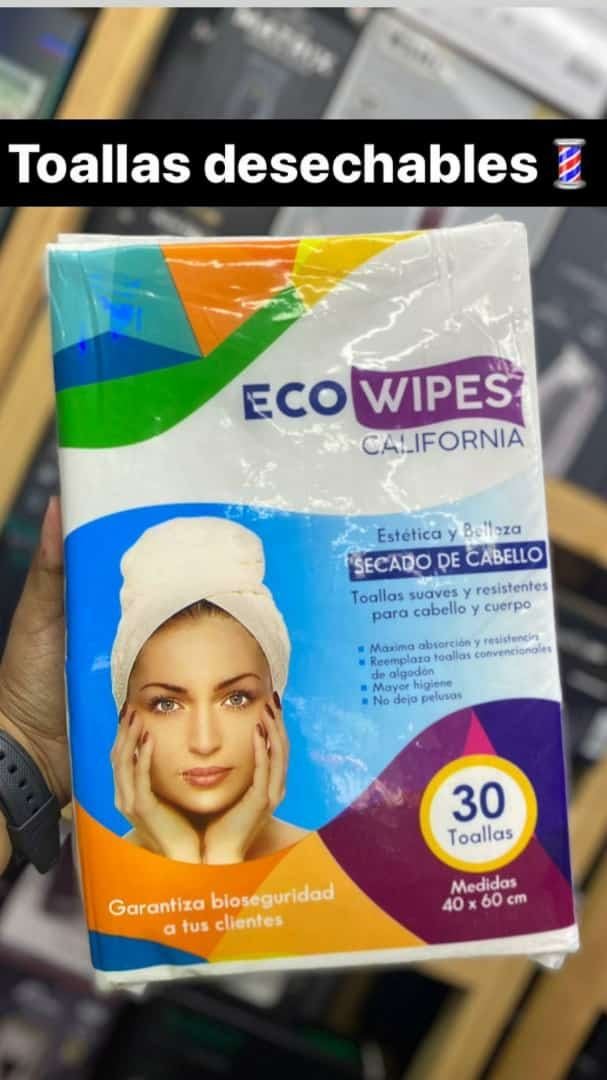 Toallas desechables💈
ECO WIPES
CALIFORNIA
Estética y Belleza
SECADO DE CABELLO
Toallas suaves y resistentes
para cabello y cuerpo
Máxima absorción y resistencia
Reemplaza toallas convencionales
de algodón
Mayor higiene
No deja pelusas
30
Toallas
Medidas
40 x 60 cm
Garantiza bioseguridad
a tus clientes